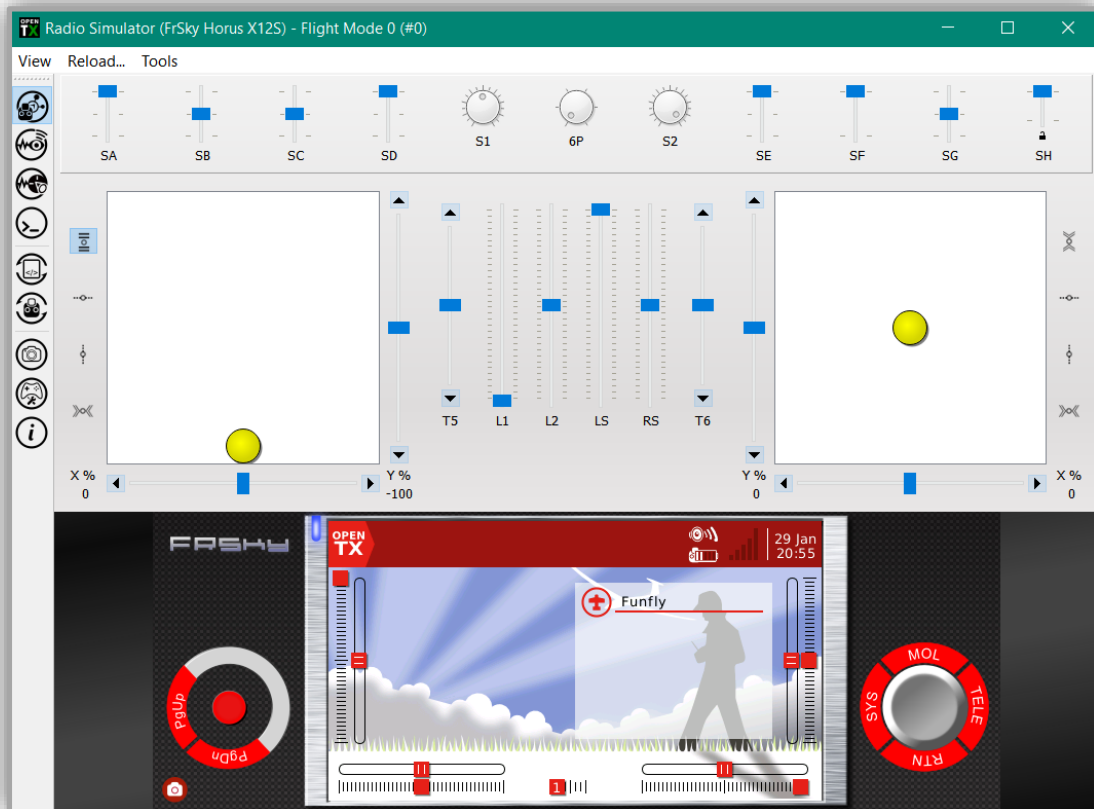 OPEN
TX
Radio Simulator (FrSky Horus X12S) - Flight Mode 0 (#0)
View Reload... Tools
SA SB SC SD S1 6P S2 SE SF SG SH
T5 L1 L2 LS RS T6
X % Y % Y % X %
0 -100 0 0
FRSKY
OPEN
TX
29 Jan
20:55
Funfly
PgUp
PgDn
MDL
SYS
TELE
RTN
1